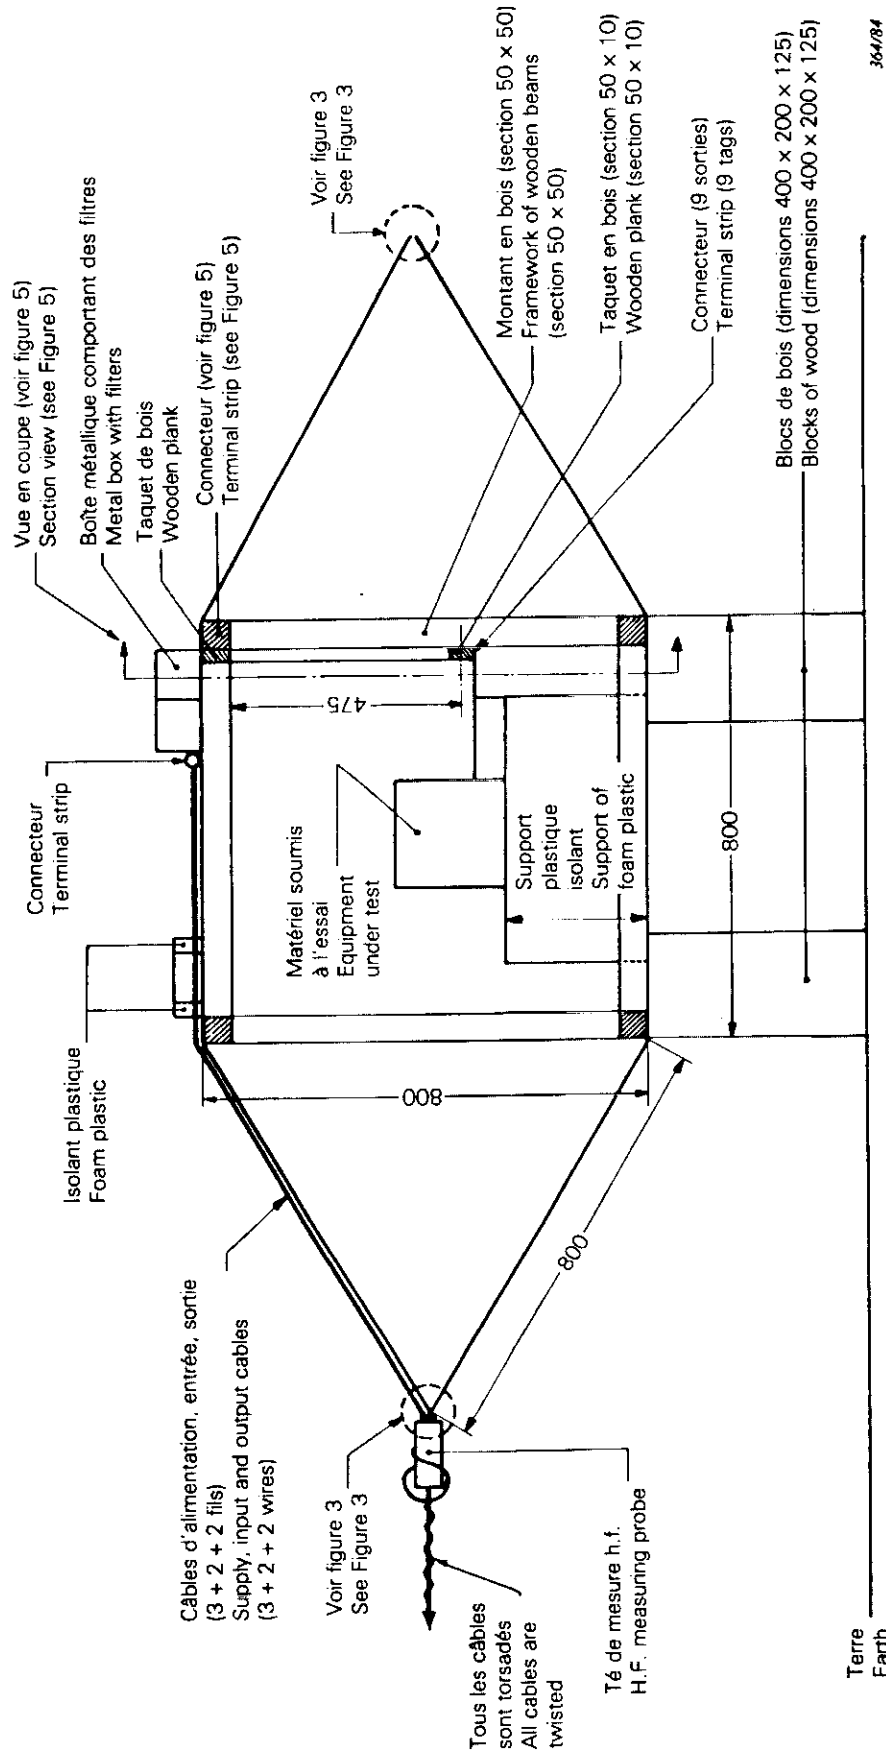 Vue en coupe (voir figure 5)
Section view (see Figure 5)
Boîte métallique comportant des filtres
Metal box with filters
Taquet de bois
Wooden plank
Connecteur (voir figure 5)
Terminal strip (see Figure 5)
Voir figure 3
See Figure 3
Connecteur
Terminal strip
Isolant plastique
Foam plastic
Câbles d'alimentation, entrée, sortie
(3 + 2 + 2 fils)
Supply, input and output cables
(3 + 2 + 2 wires)
Voir figure 3
See Figure 3
Tous les câbles
sont torsadés
All cables are
twisted
Té de mesure h.f.
H.F. measuring probe
800
800
475
Matériel soumis
à l'essai
Equipment
under test
Support
plastique
isolant
Support of
foam plastic
800
Montant en bois (section 50 x 50)
Framework of wooden beams
(section 50 x 50)
Taquet en bois (section 50 x 10)
Wooden plank (section 50 x 10)
Connecteur (9 sorties)
Terminal strip (9 tags)
Blocs de bois (dimensions 400 x 200 x 125)
Blocks of wood (dimensions 400 x 200 x 125)
Terre
Earth
364/84